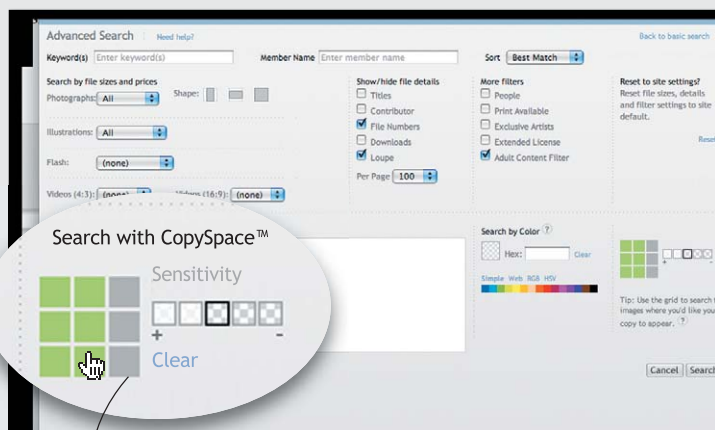 Advanced Search Need help? Back to basic search
Keyword(s) Enter keyword(s) Member Name Enter member name Sort Best Match
Search by file sizes and prices
Photographs: All Shape:
Illustrations: All
Flash: (none)
Videos (4:3): (none) Videos (16:9): (none)
Show/hide file details
Titles
Contributor
File Numbers
Downloads
Loupe
Per Page 100
More filters
People
Print Available
Exclusive Artists
Extended License
Adult Content Filter
Reset to site settings?
Reset file sizes, details
and filter settings to site
default.
Reset
Search with CopySpace™
Sensitivity
+ -
Clear
Search by Color ?
Hex: Clear
Simple Web RGB HSV
+ -
Tip: Use the grid to search
images where you'd like you
copy to appear. ?
Cancel Search